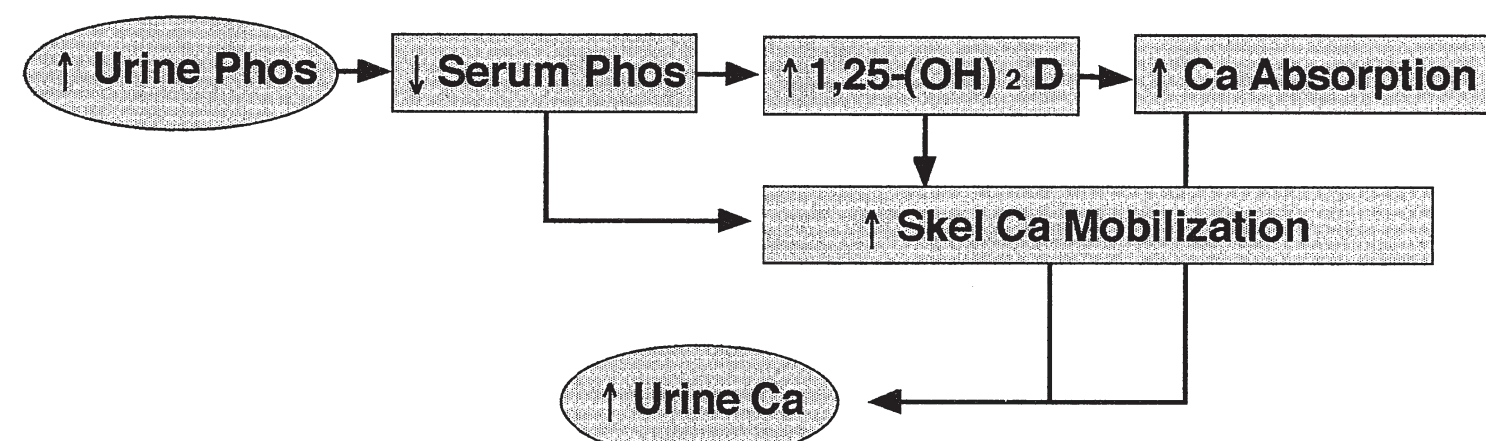 ↑ Urine Phos
↓ Serum Phos
↑ 1,25-(OH) 2 D
↑ Ca Absorption
↑ Skel Ca Mobilization
↑ Urine Ca